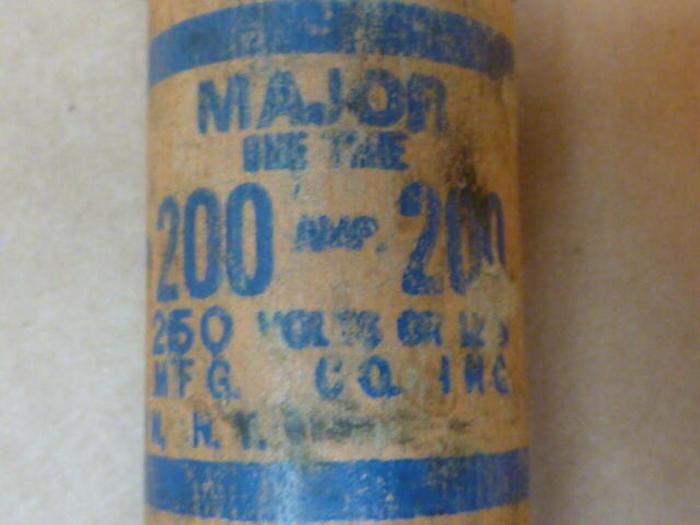 MAJOR
ONE TIME
200 AMP. 200
250 VOLTS OR LESS
MFG. CO. INC.
N. Y.